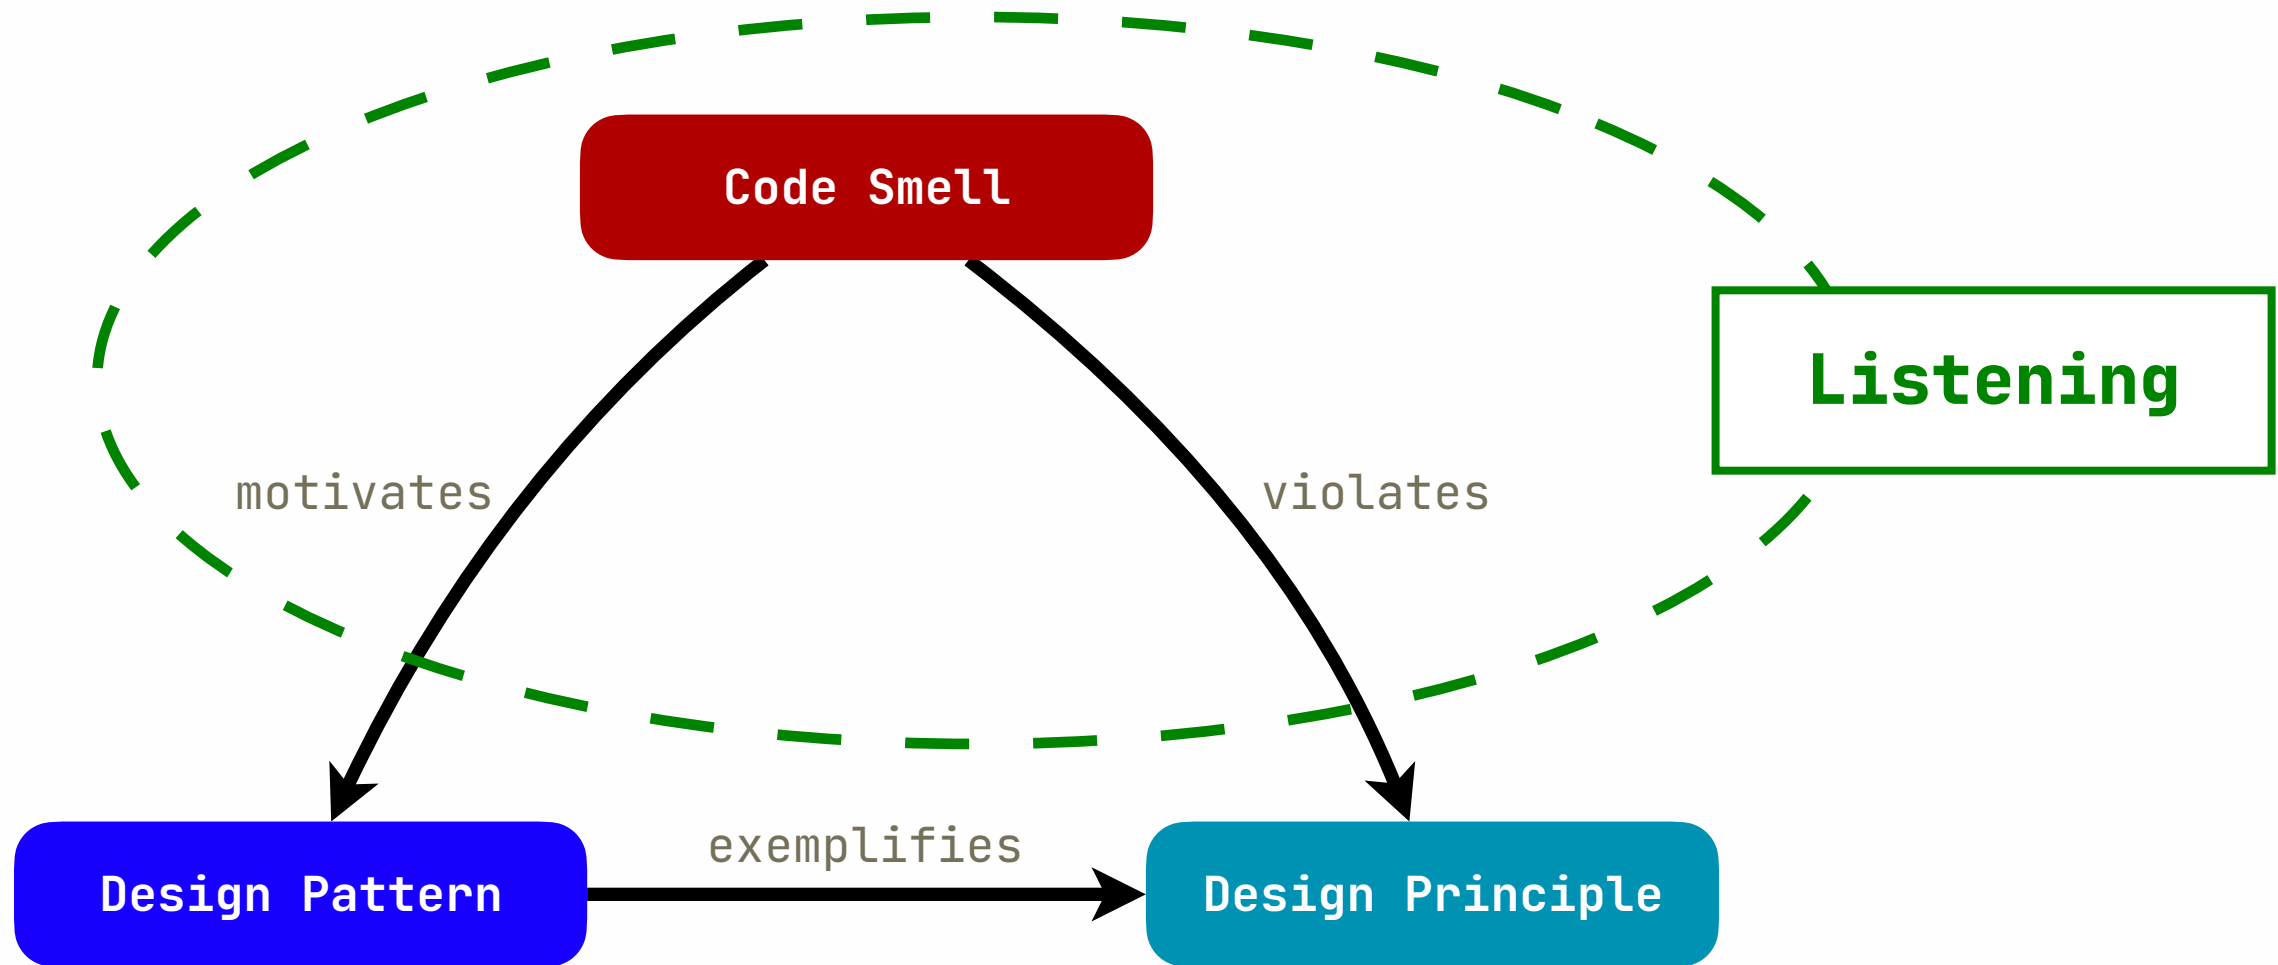 Code Smell
Listening
motivates
violates
exemplifies
Design Pattern
Design Principle